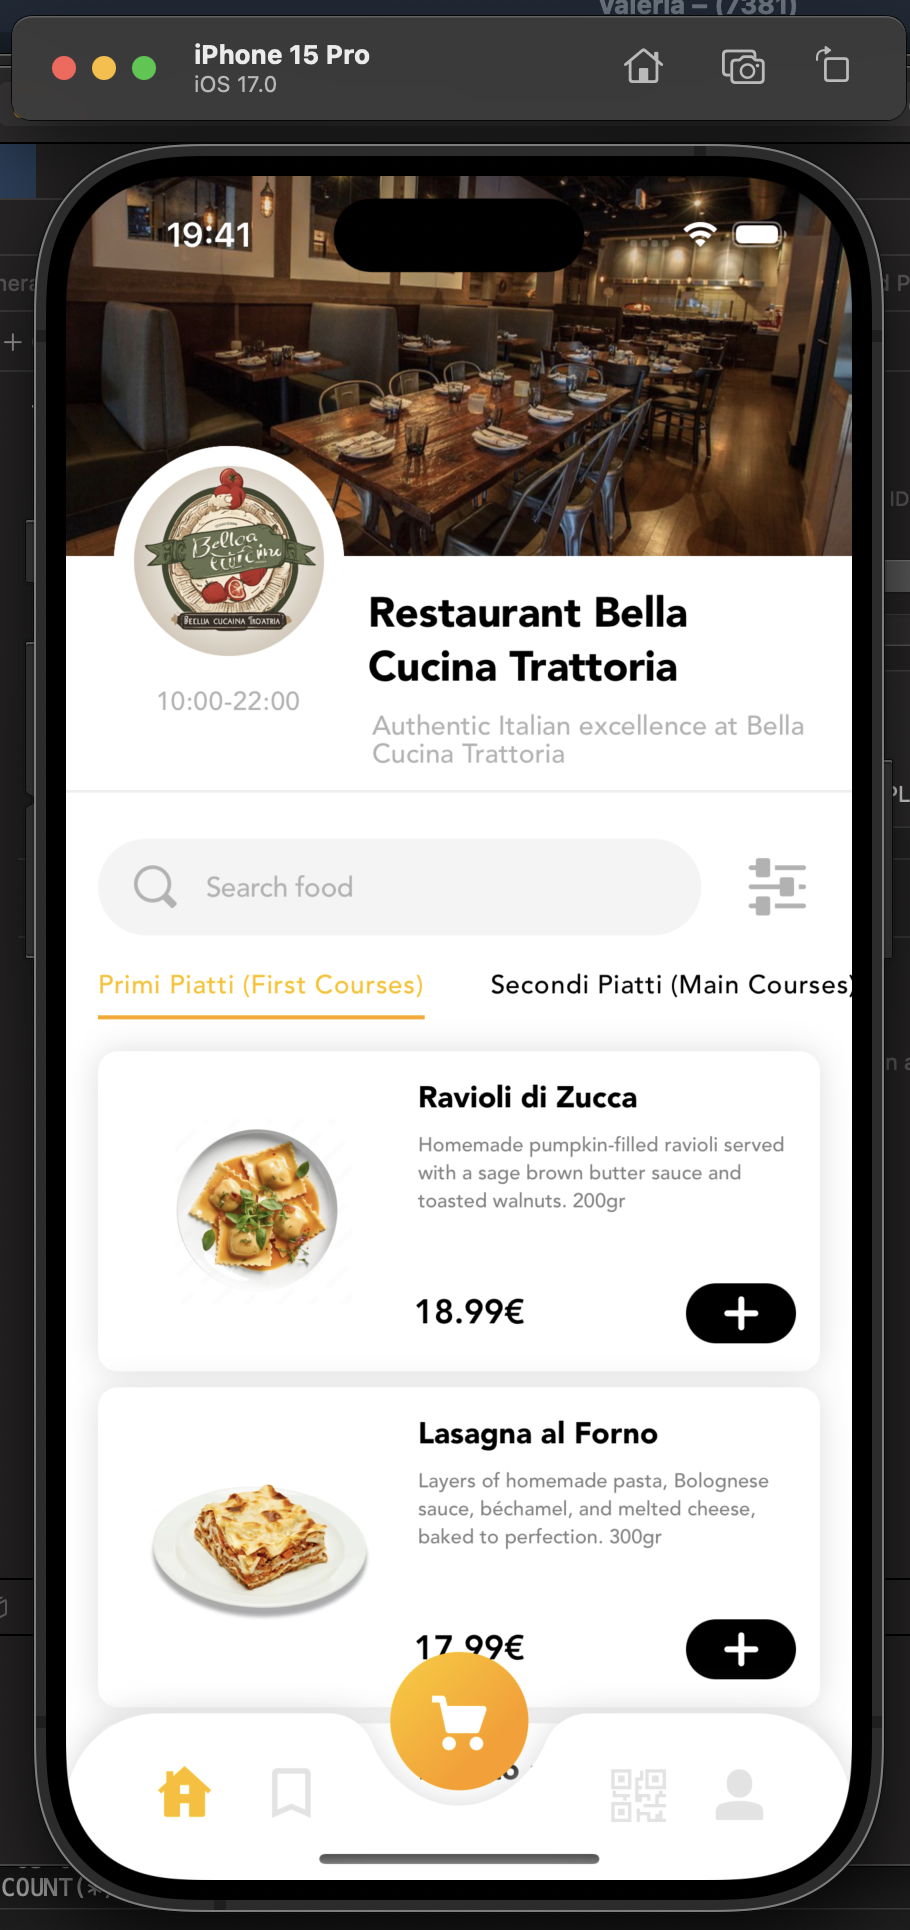 Valeria – (7381)
iPhone 15 Pro
iOS 17.0
19:41
Bellca
BEELLIA CUCAINA TROATRIA
10:00-22:00
Restaurant Bella
Cucina Trattoria
Authentic Italian excellence at Bella
Cucina Trattoria
Search food
Primi Piatti (First Courses)
Secondi Piatti (Main Courses)
Ravioli di Zucca
Homemade pumpkin-filled ravioli served
with a sage brown butter sauce and
toasted walnuts. 200gr
18.99€
Lasagna al Forno
Layers of homemade pasta, Bolognese
sauce, béchamel, and melted cheese,
baked to perfection. 300gr
17.99€
COUNT(*)